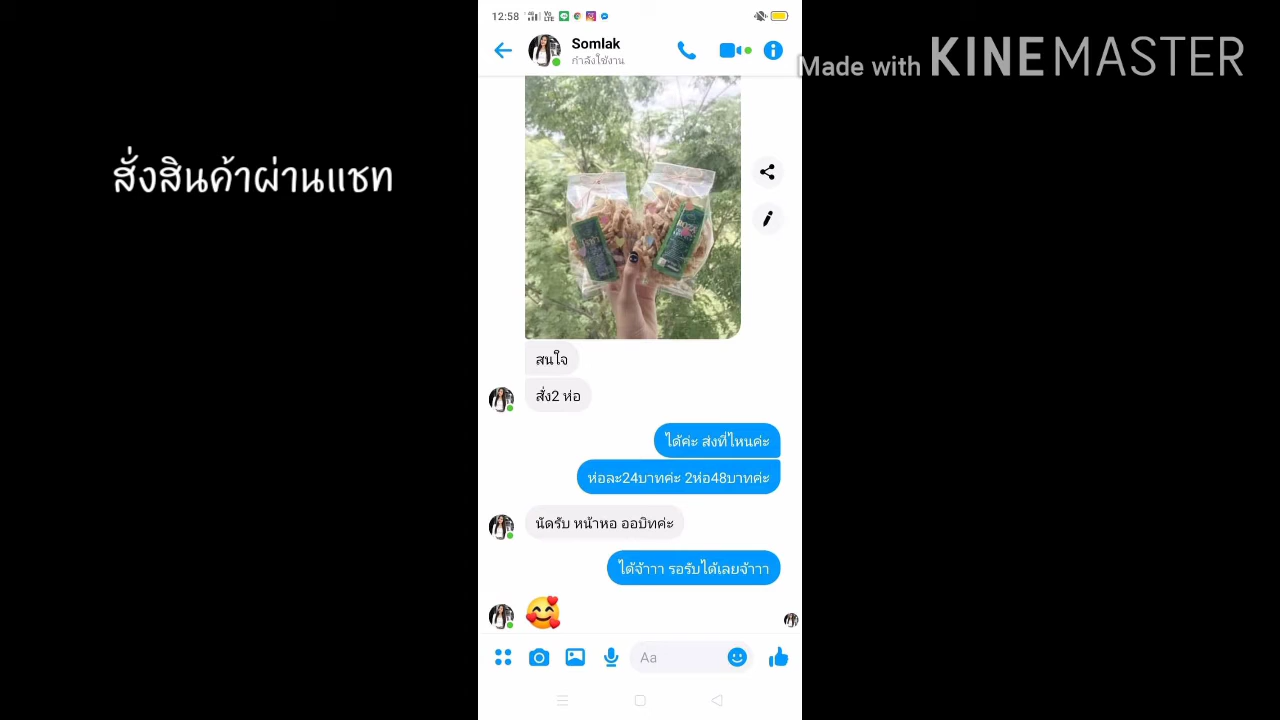 12:58
Made with KINEMASTER
Somlak
กำลังใช้งาน
สั่งสินค้าผ่านแชท
สนใจ
สั่ง2 ห่อ
ได้ค่ะ ส่งที่ไหนค่ะ
ห่อละ24บาทค่ะ 2ห่อ48บาทค่ะ
นัดรับ หน้าหอ ออบิทค่ะ
ได้จ้าาา รอรับได้เลยจ้าาา
Aa